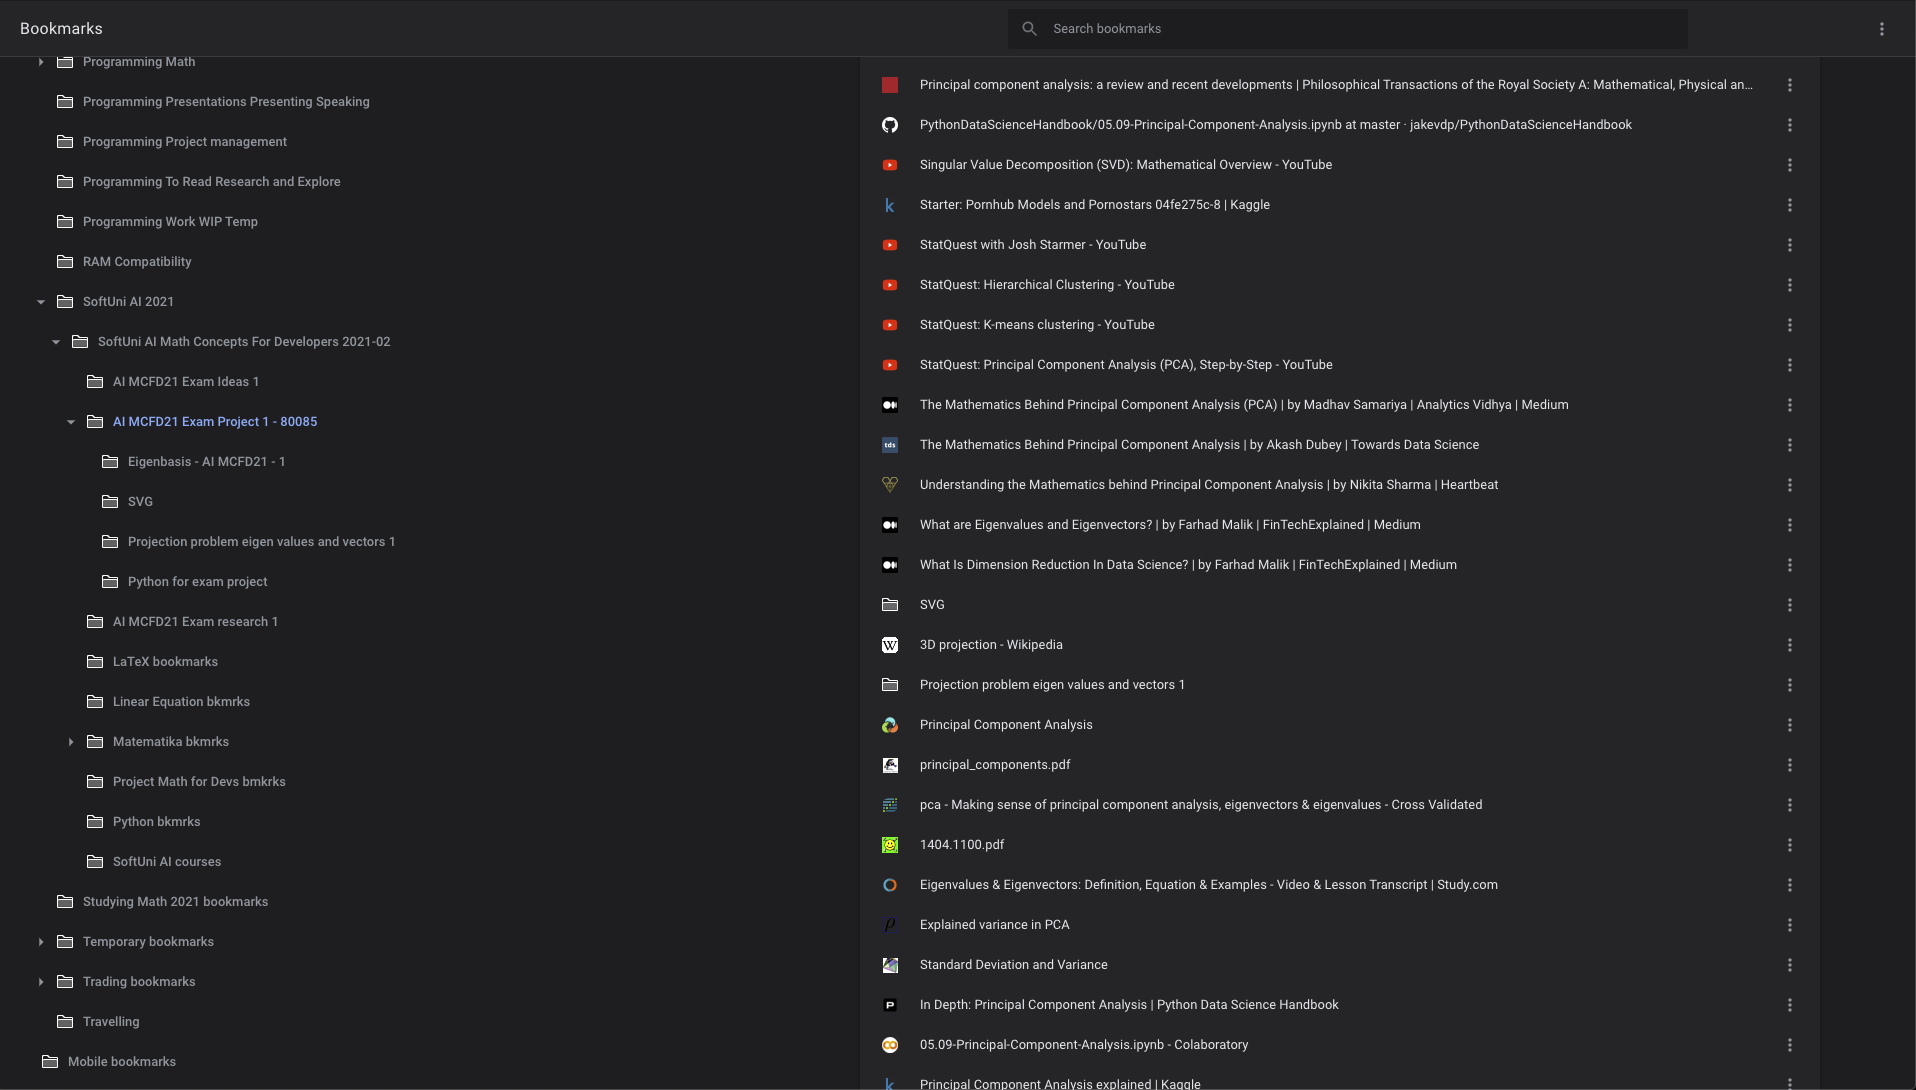 Bookmarks
Search bookmarks
Programming Math
Programming Presentations Presenting Speaking
Programming Project management
Programming To Read Research and Explore
Programming Work WIP Temp
RAM Compatibility
SoftUni AI 2021
SoftUni AI Math Concepts For Developers 2021-02
AI MCFD21 Exam Ideas 1
AI MCFD21 Exam Project 1 - 80085
Eigenbasis - AI MCFD21 - 1
SVG
Projection problem eigen values and vectors 1
Python for exam project
AI MCFD21 Exam research 1
LaTeX bookmarks
Linear Equation bkmrks
Matematika bkmrks
Project Math for Devs bmkrks
Python bkmrks
SoftUni AI courses
Studying Math 2021 bookmarks
Temporary bookmarks
Trading bookmarks
Travelling
Mobile bookmarks
Principal component analysis: a review and recent developments | Philosophical Transactions of the Royal Society A: Mathematical, Physical an...
PythonDataScienceHandbook/05.09-Principal-Component-Analysis.ipynb at master · jakevdp/PythonDataScienceHandbook
Singular Value Decomposition (SVD): Mathematical Overview - YouTube
k Starter: Pornhub Models and Pornostars 04fe275c-8 | Kaggle
StatQuest with Josh Starmer - YouTube
StatQuest: Hierarchical Clustering - YouTube
StatQuest: K-means clustering - YouTube
StatQuest: Principal Component Analysis (PCA), Step-by-Step - YouTube
The Mathematics Behind Principal Component Analysis (PCA) | by Madhav Samariya | Analytics Vidhya | Medium
tds The Mathematics Behind Principal Component Analysis | by Akash Dubey | Towards Data Science
Understanding the Mathematics behind Principal Component Analysis | by Nikita Sharma | Heartbeat
What are Eigenvalues and Eigenvectors? | by Farhad Malik | FinTechExplained | Medium
What Is Dimension Reduction In Data Science? | by Farhad Malik | FinTechExplained | Medium
SVG
W 3D projection - Wikipedia
Projection problem eigen values and vectors 1
Principal Component Analysis
principal_components.pdf
pca - Making sense of principal component analysis, eigenvectors & eigenvalues - Cross Validated
1404.1100.pdf
Eigenvalues & Eigenvectors: Definition, Equation & Examples - Video & Lesson Transcript | Study.com
ρ Explained variance in PCA
Standard Deviation and Variance
P In Depth: Principal Component Analysis | Python Data Science Handbook
05.09-Principal-Component-Analysis.ipynb - Colaboratory
k Principal Component Analysis explained | Kaggle